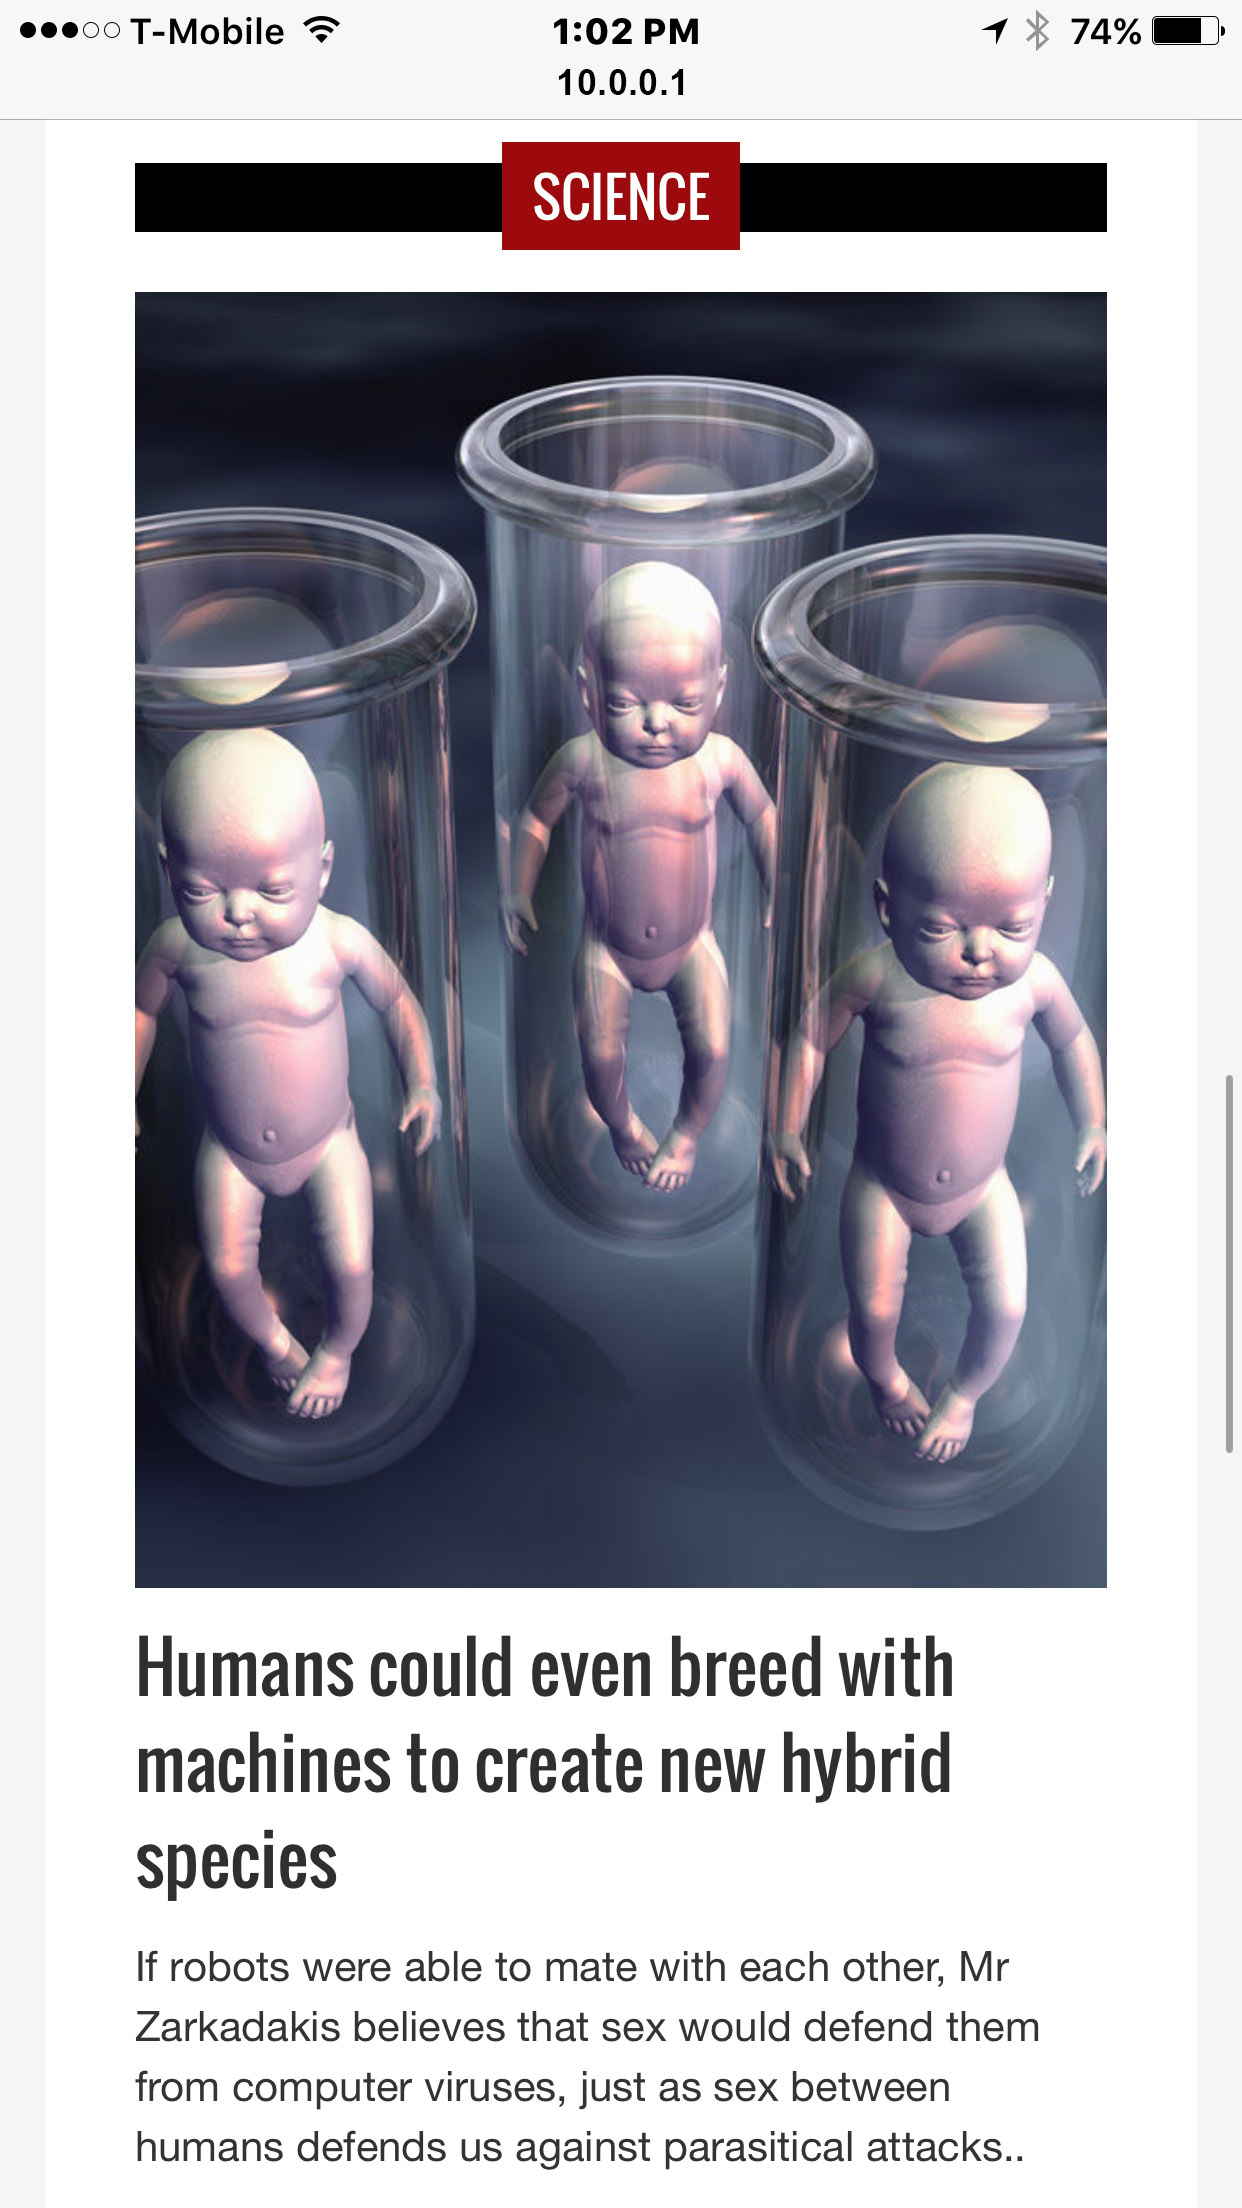 T-Mobile 1:02 PM 74%
10.0.0.1
SCIENCE
Humans could even breed with
machines to create new hybrid
species
If robots were able to mate with each other, Mr
Zarkadakis believes that sex would defend them
from computer viruses, just as sex between
humans defends us against parasitical attacks..